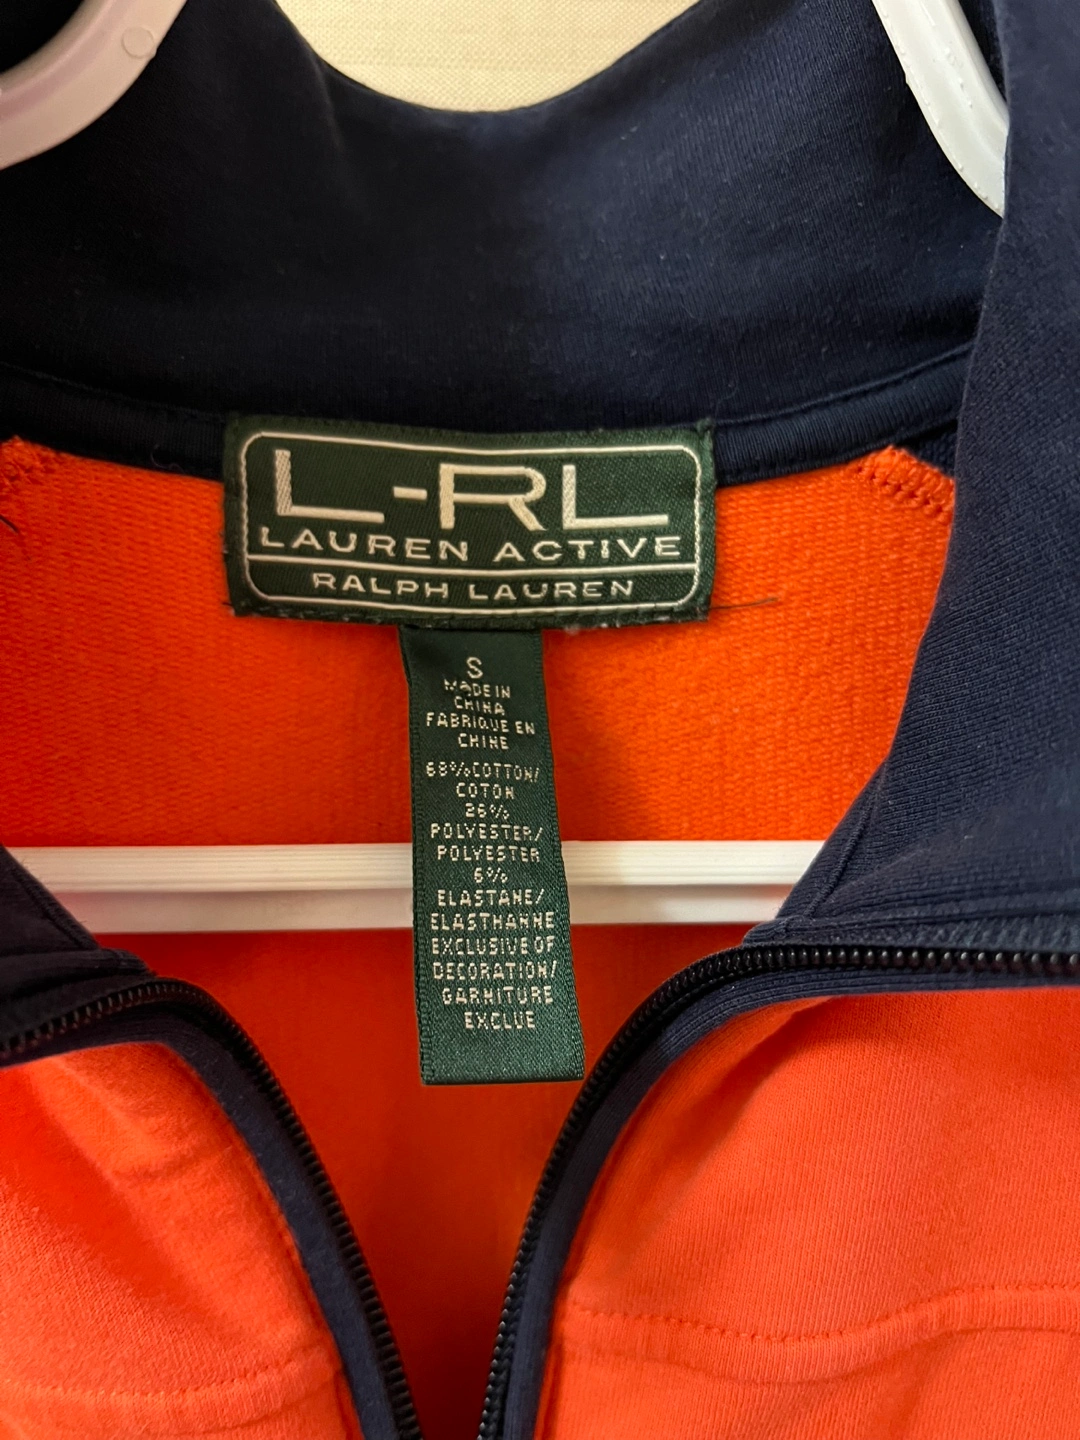 L-RL
LAUREN ACTIVE
RALPH LAUREN
S
MADE IN
CHINA
FABRIQUE EN
CHINE
68% COTTON/
COTON
26%
POLYESTER/
POLYESTER
6%
ELASTANE/
ELASTHANNE
EXCLUSIVE OF
DECORATION/
GARNITURE
EXCLUE